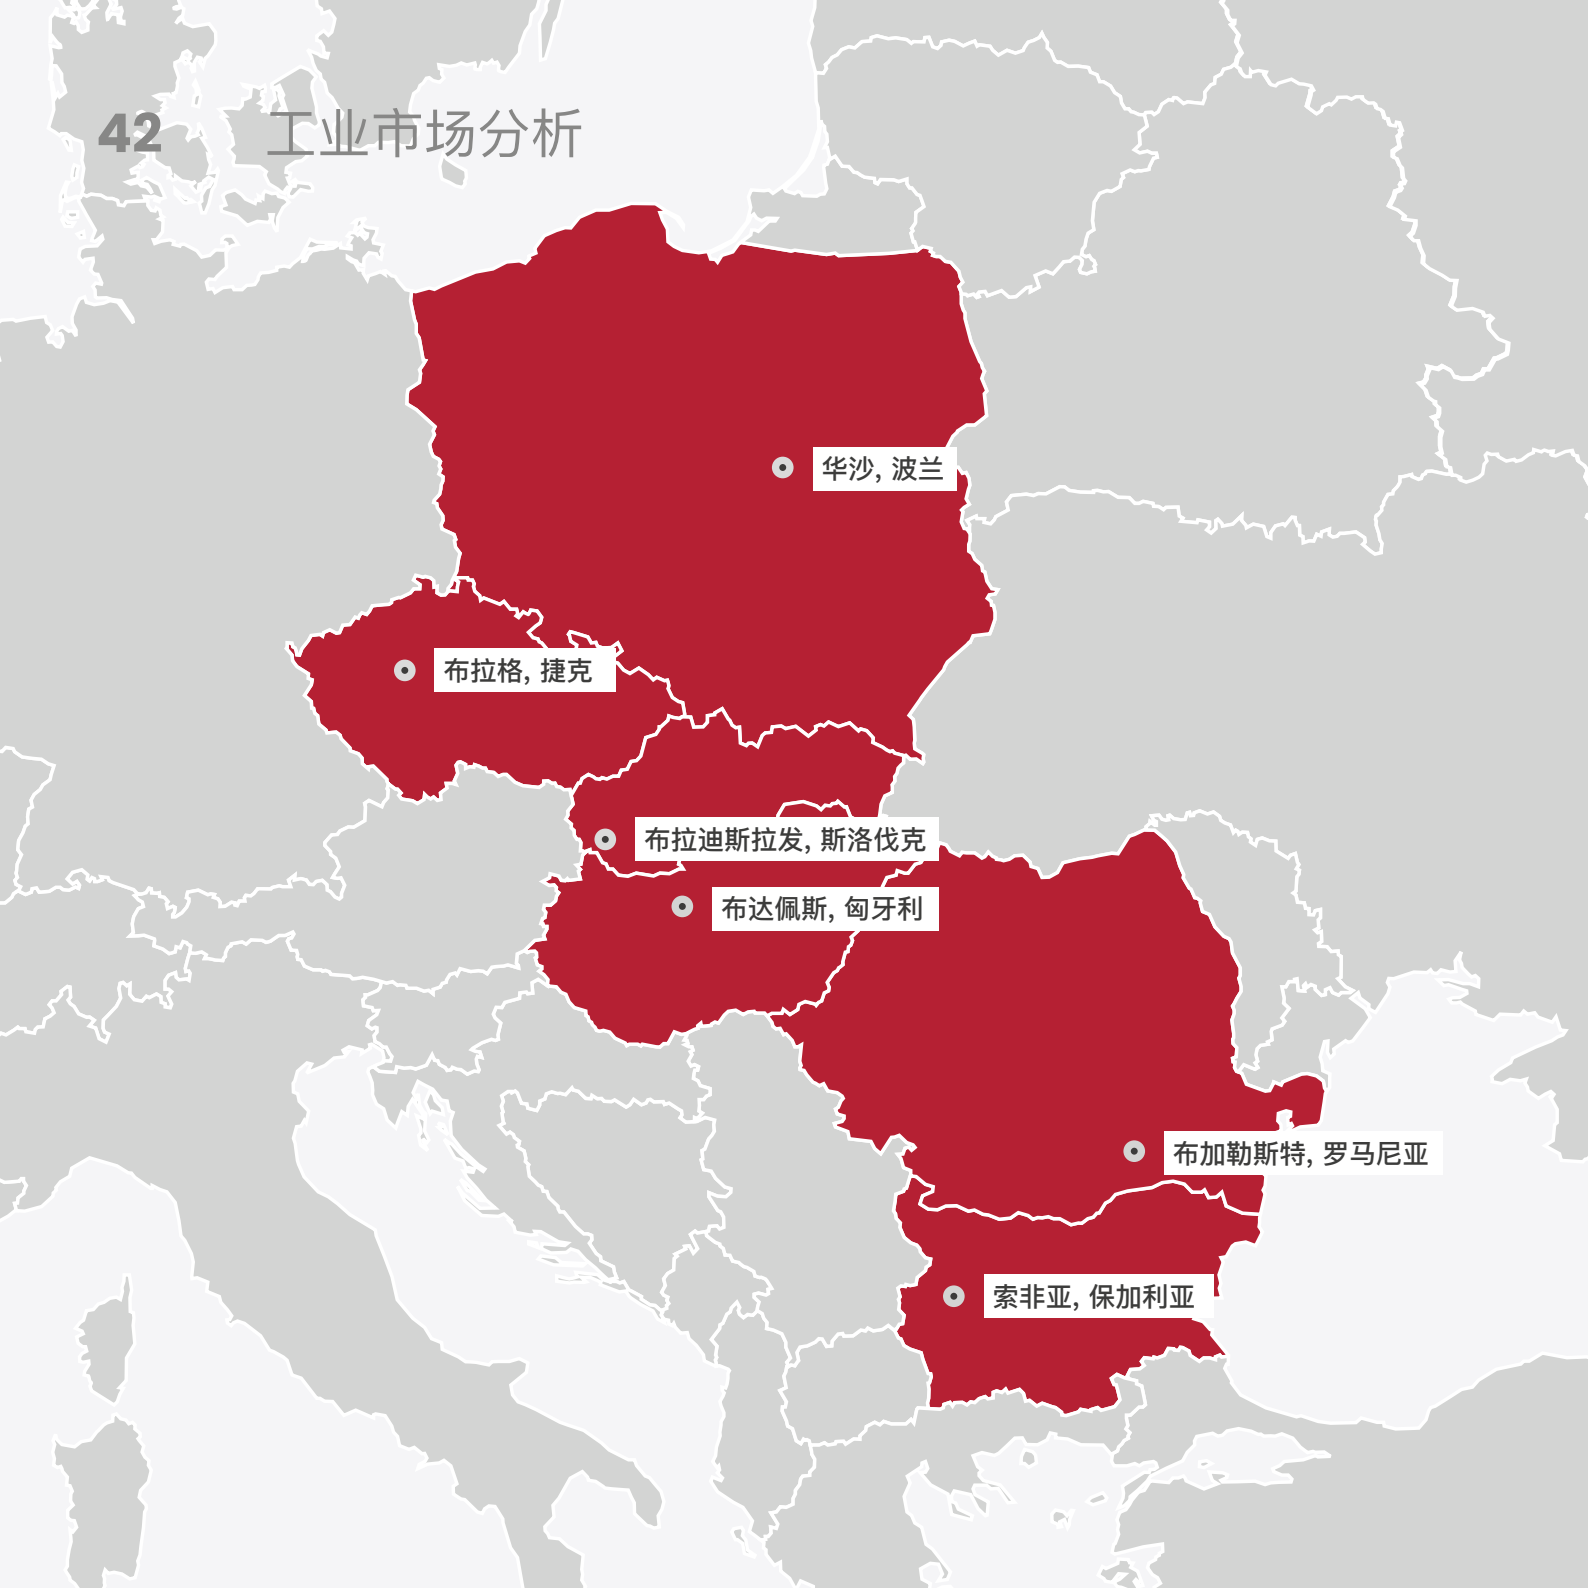 42 工业市场分析
华沙, 波兰
布拉格, 捷克
布拉迪斯拉发, 斯洛伐克
布达佩斯, 匈牙利
布加勒斯特, 罗马尼亚
索非亚, 保加利亚